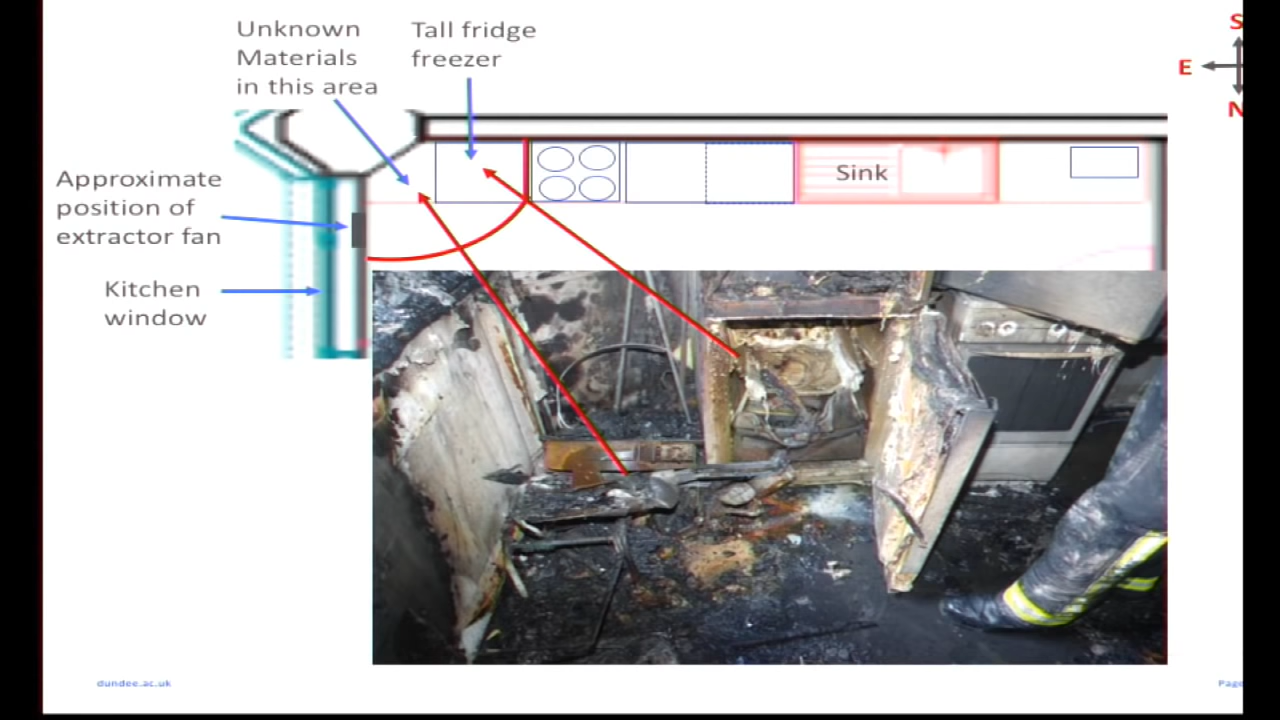 Unknown
Materials
in this area
Tall fridge
freezer
S
E
N
Approximate
position of
extractor fan
Sink
Kitchen
window
dundee.ac.uk
Page